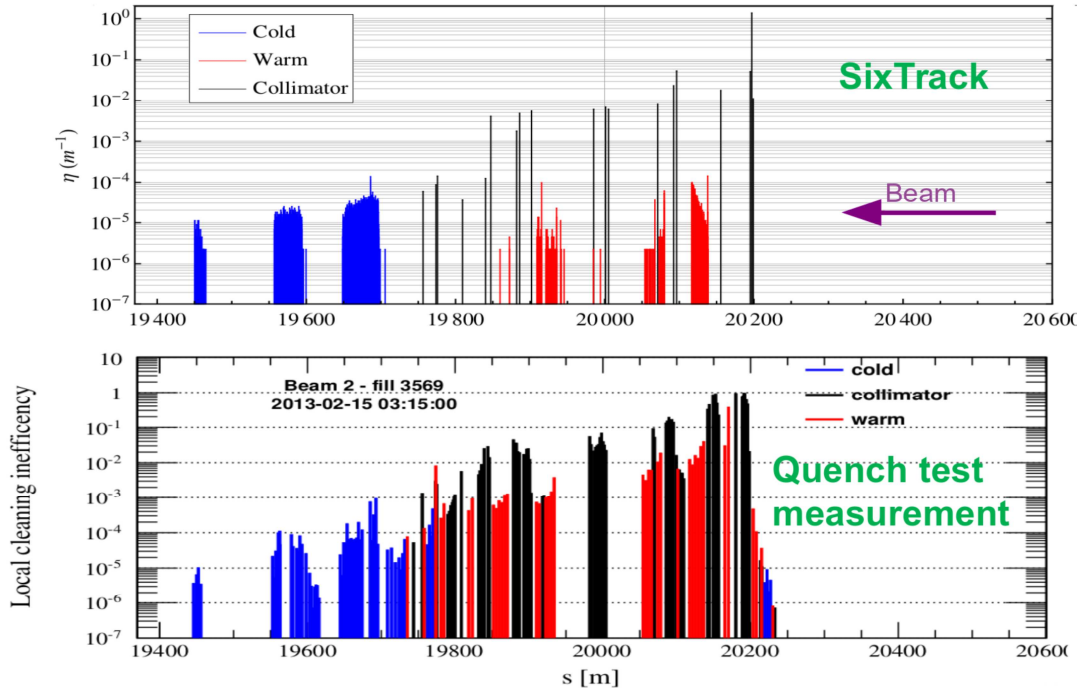 10⁰
10⁻¹
10⁻²
10⁻³
10⁻⁴
10⁻⁵
10⁻⁶
10⁻⁷
η (m⁻¹)
Cold
Warm
Collimator
SixTrack
Beam
19400 19600 19800 20000 20200 20400 20600
10
1
10⁻¹
10⁻²
10⁻³
10⁻⁴
10⁻⁵
10⁻⁶
10⁻⁷
Local cleaning inefficency
Beam 2 - fill 3569
2013-02-15 03:15:00
cold
collimator
warm
Quench test
measurement
19400 19600 19800 20000 20200 20400 20600
s [m]